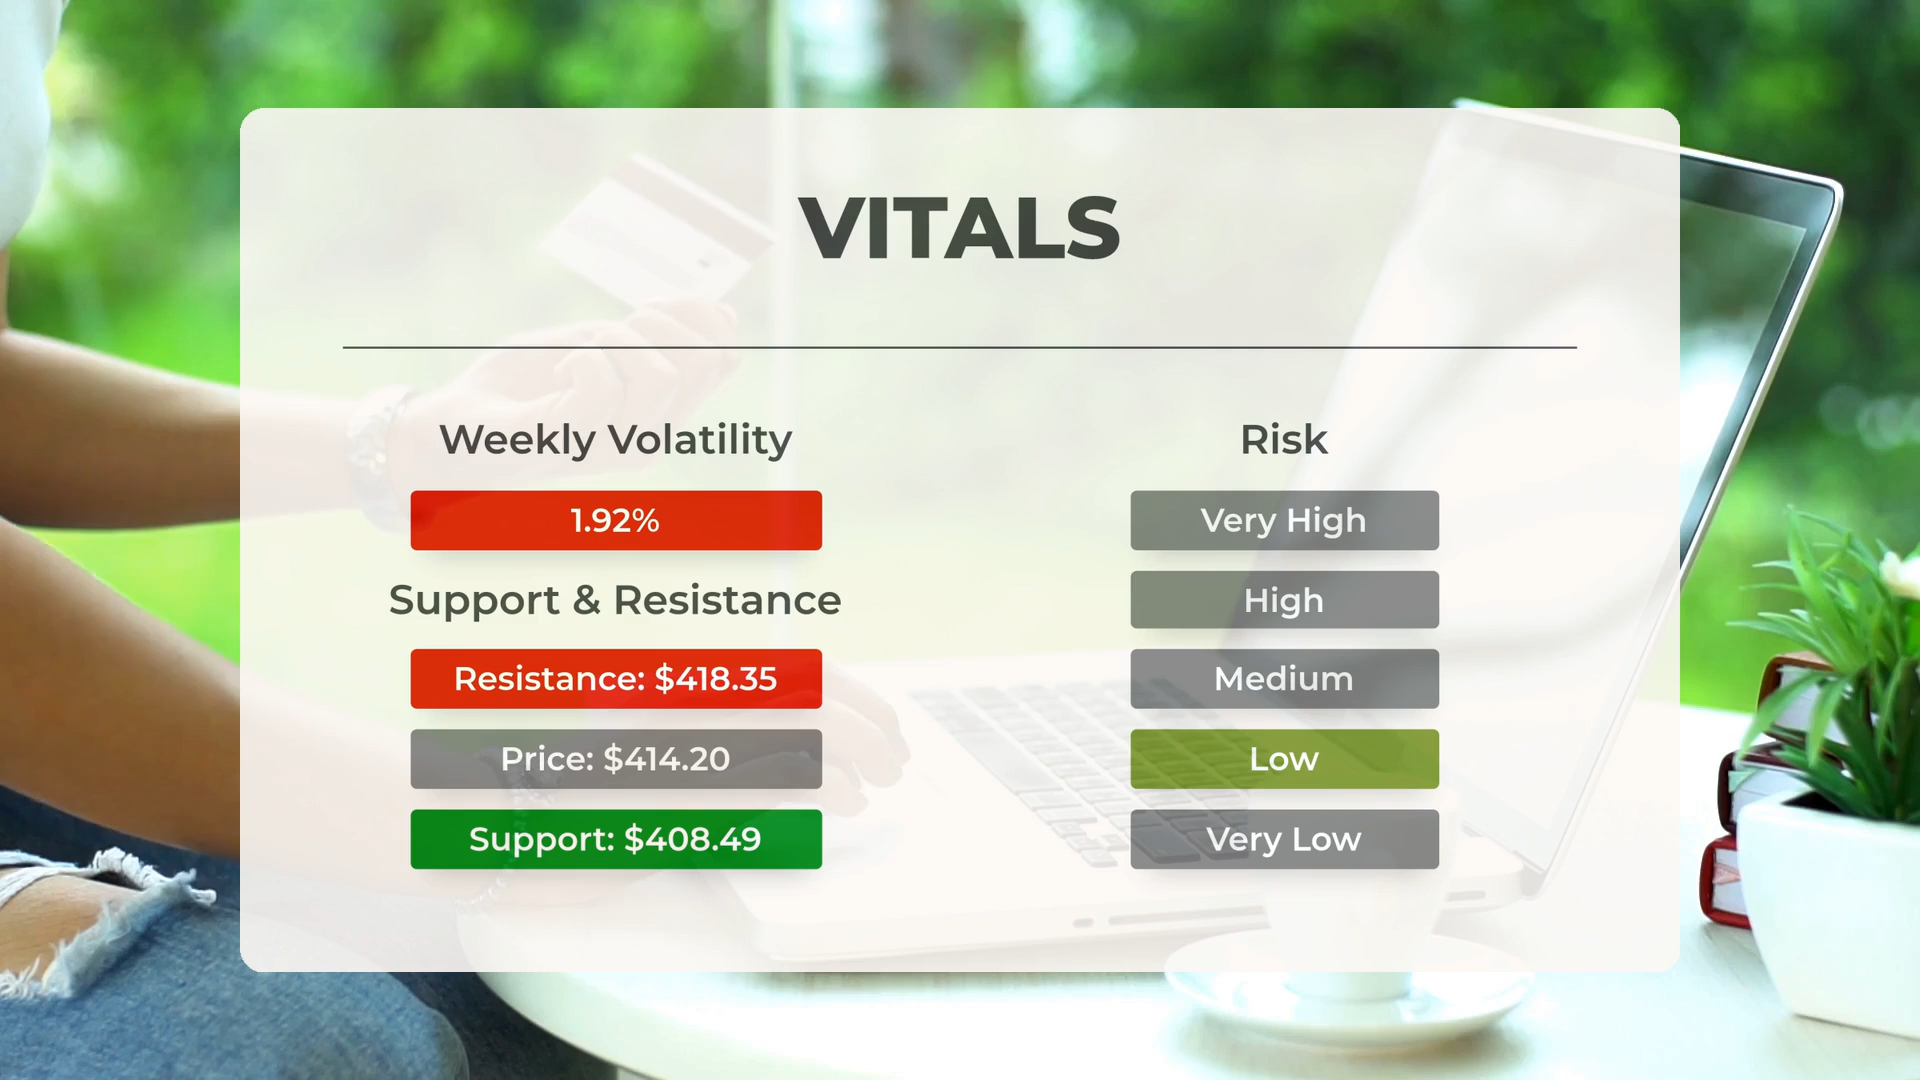 VITALS
Weekly Volatility
1.92%
Support & Resistance
Resistance: $418.35
Price: $414.20
Support: $408.49
Risk
Very High
High
Medium
Low
Very Low